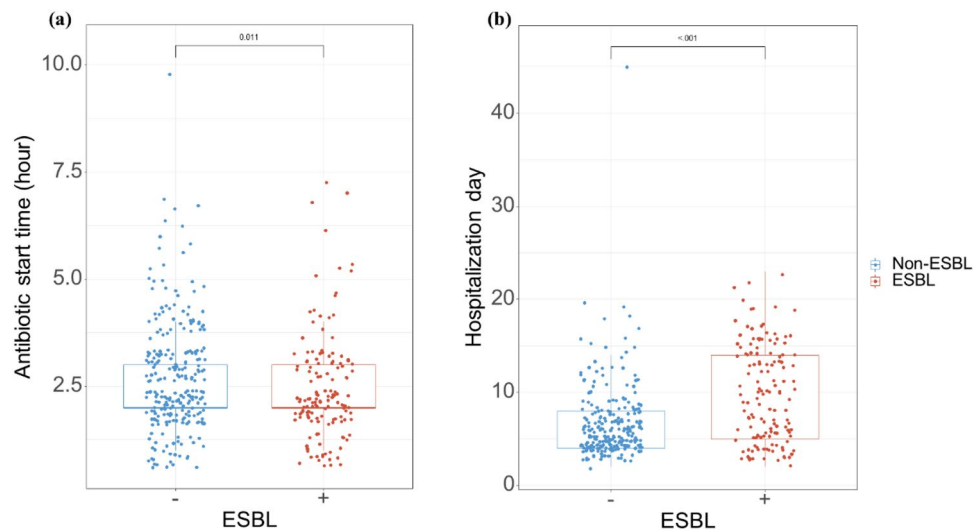 (a)
0.011
10.0
7.5
5.0
2.5
Antibiotic start time (hour)
-
+
ESBL
(b)
<.001
40
30
20
10
0
Hospitalization day
-
+
ESBL
Non-ESBL
ESBL